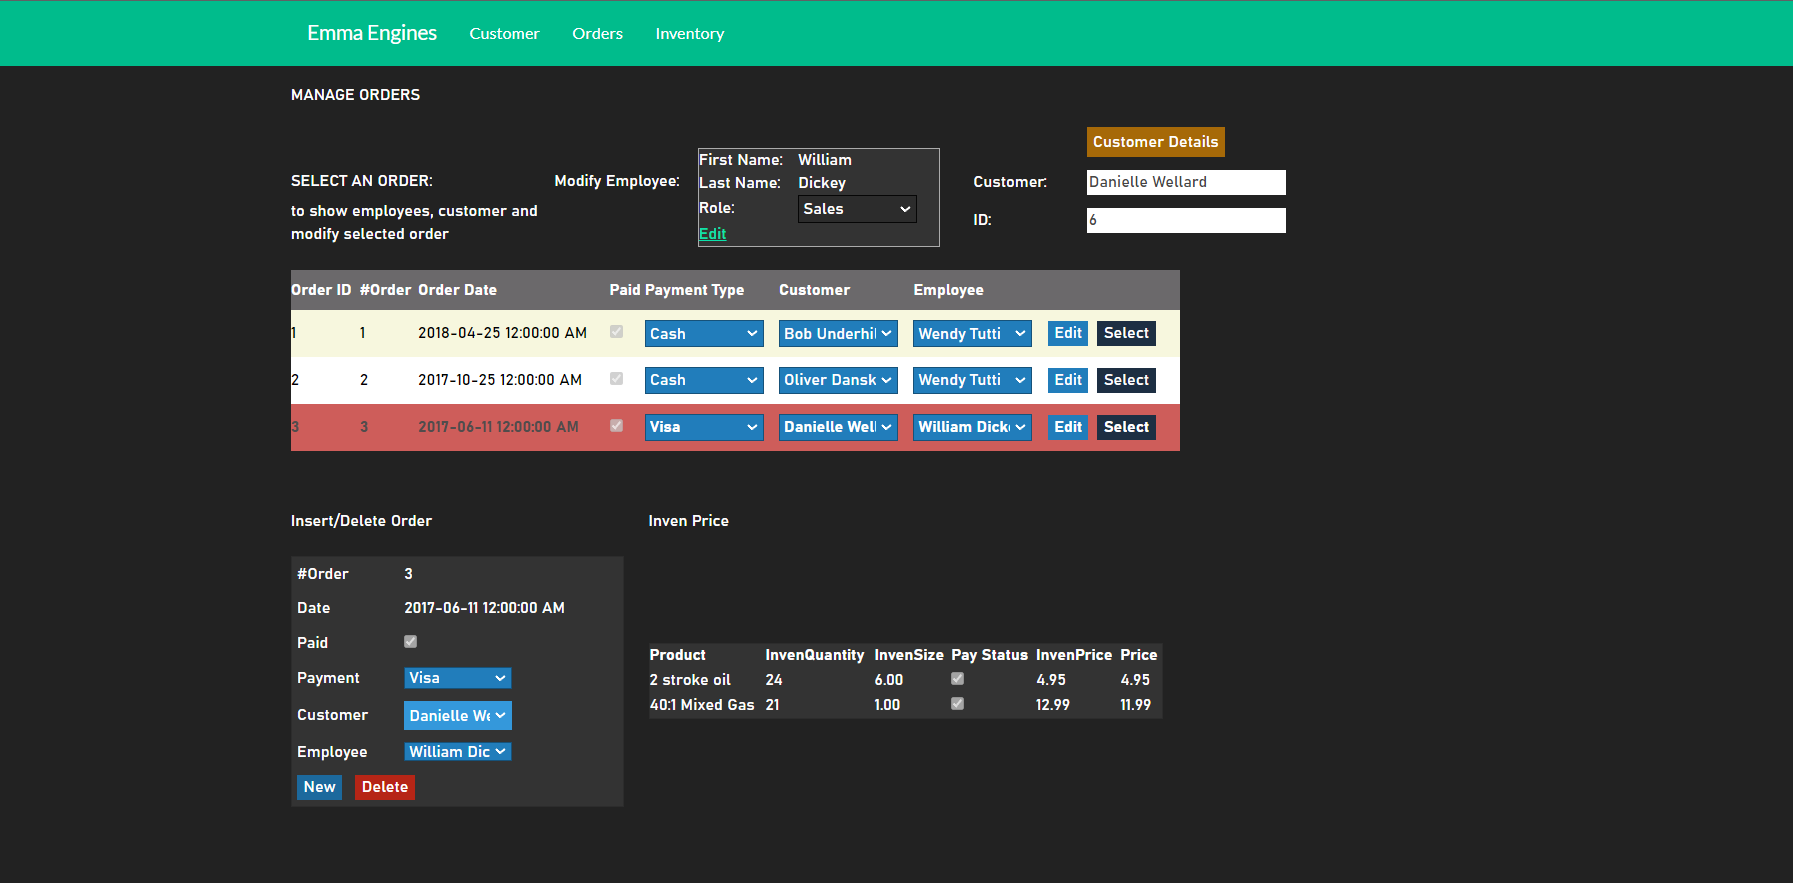 Emma Engines Customer Orders Inventory
MANAGE ORDERS
Customer Details
SELECT AN ORDER:
to show employees, customer and
modify selected order
Modify Employee:
First Name: William
Last Name: Dickey
Role: Sales
Edit
Customer: Danielle Wellard
ID: 6
Order ID #Order Order Date Paid Payment Type Customer Employee
1 1 2018-04-25 12:00:00 AM Cash Bob Underhil Wendy Tutti Edit Select
2 2 2017-10-25 12:00:00 AM Cash Oliver Dansk Wendy Tutti Edit Select
3 3 2017-06-11 12:00:00 AM Visa Danielle Well William Dick Edit Select
Insert/Delete Order
#Order 3
Date 2017-06-11 12:00:00 AM
Paid
Payment Visa
Customer Danielle We
Employee William Dic
New Delete
Inven Price
Product InvenQuantity InvenSize Pay Status InvenPrice Price
2 stroke oil 24 6.00 4.95 4.95
40:1 Mixed Gas 21 1.00 12.99 11.99